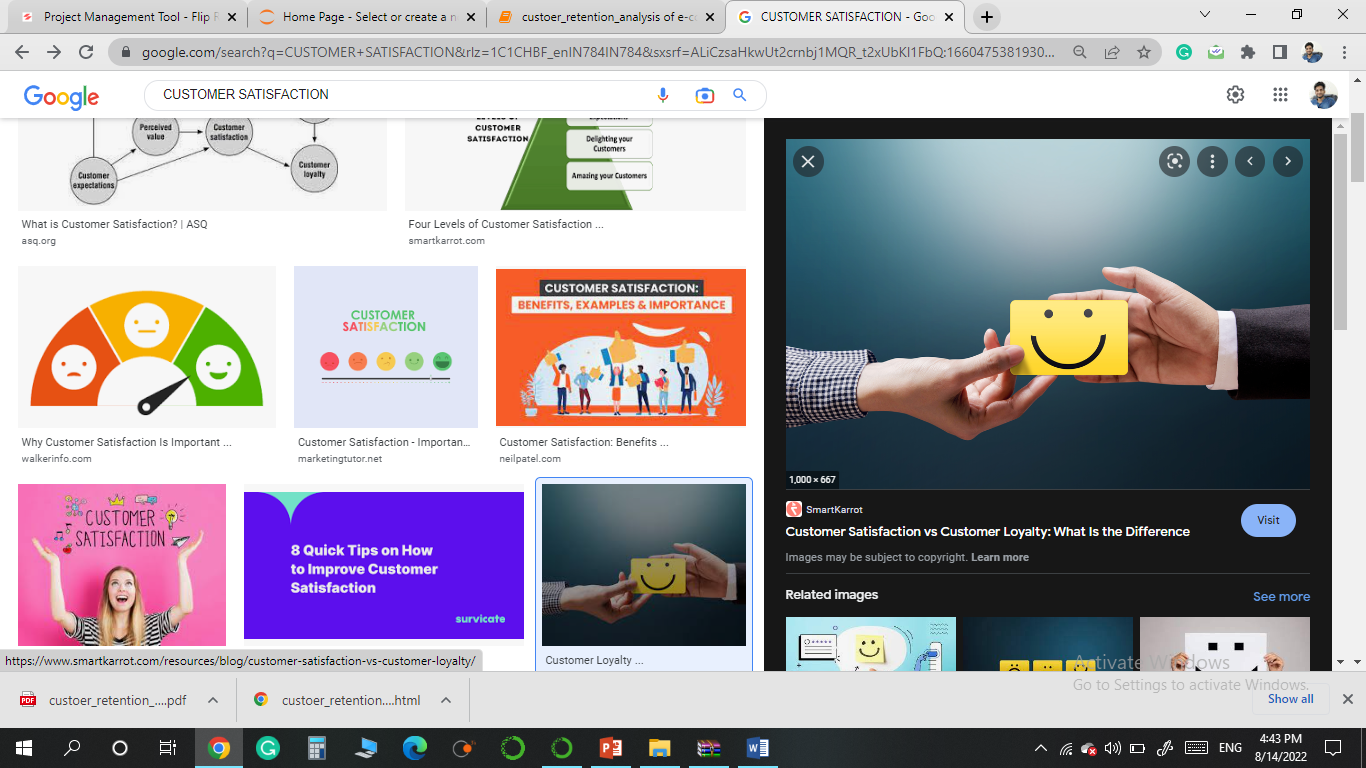 Project Management Tool - Flip R
Home Page - Select or create a n
custoer_retention_analysis of e-c
CUSTOMER SATISFACTION - Goo
google.com/search?q=CUSTOMER+SATISFACTION&rlz=1C1CHBF_enIN784IN784&sxsrf=ALiCzsaHkwUt2crnbj1MQR_t2xUbKI1FbQ:1660475381930...
Google
CUSTOMER SATISFACTION
Perceived
value
Customer
satisfaction
Customer
expectations
Customer
loyalty
What is Customer Satisfaction? | ASQ
asq.org
CUSTOMER
SATISFACTION
Delighting your
Customers
Amazing your Customers
Four Levels of Customer Satisfaction ...
smartkarrot.com
Why Customer Satisfaction Is Important ...
walkerinfo.com
CUSTOMER
SATISFACTION
Customer Satisfaction - Importan...
marketingtutor.net
CUSTOMER SATISFACTION:
BENEFITS, EXAMPLES & IMPORTANCE
Customer Satisfaction: Benefits ...
neilpatel.com
CUSTOMER
SATISFACTION
8 Quick Tips on How
to Improve Customer
Satisfaction
survicate
Customer Loyalty ...
1,000 × 667
SmartKarrot
Customer Satisfaction vs Customer Loyalty: What Is the Difference
Visit
Images may be subject to copyright. Learn more
Related images
See more
https://www.smartkarrot.com/resources/blog/customer-satisfaction-vs-customer-loyalty/
Activate Windows
Go to Settings to activate Windows.
PDF
custoer_retention_....pdf
custoer_retention....html
Show all
ENG
4:43 PM
8/14/2022